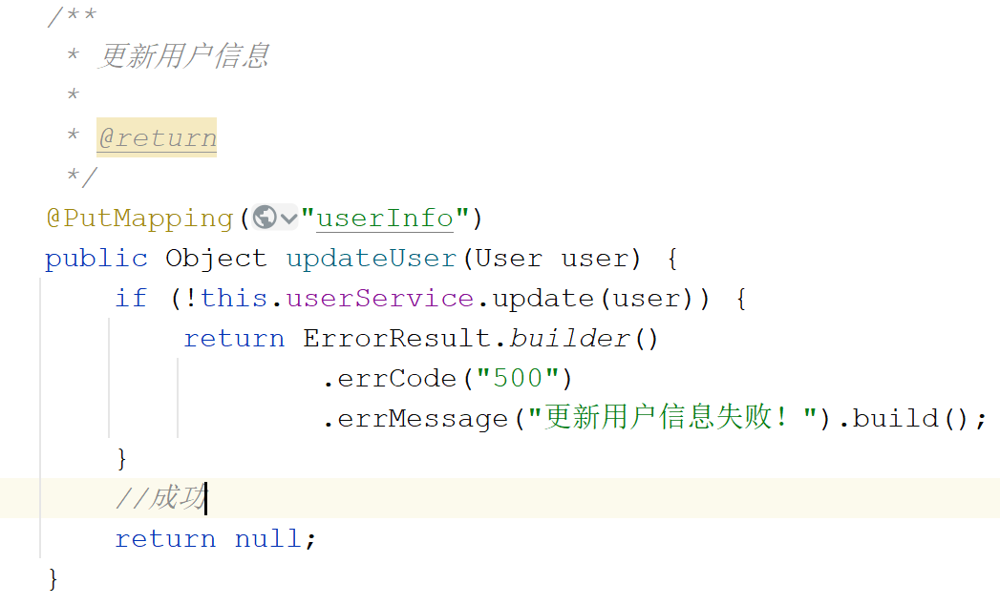 /**
 * 更新用户信息
 *
 * @return
 */
@PutMapping("userInfo")
public Object updateUser(User user) {
    if (!this.userService.update(user)) {
        return ErrorResult.builder()
                .errCode("500")
                .errMessage("更新用户信息失败！").build();
    }
    //成功
    return null;
}